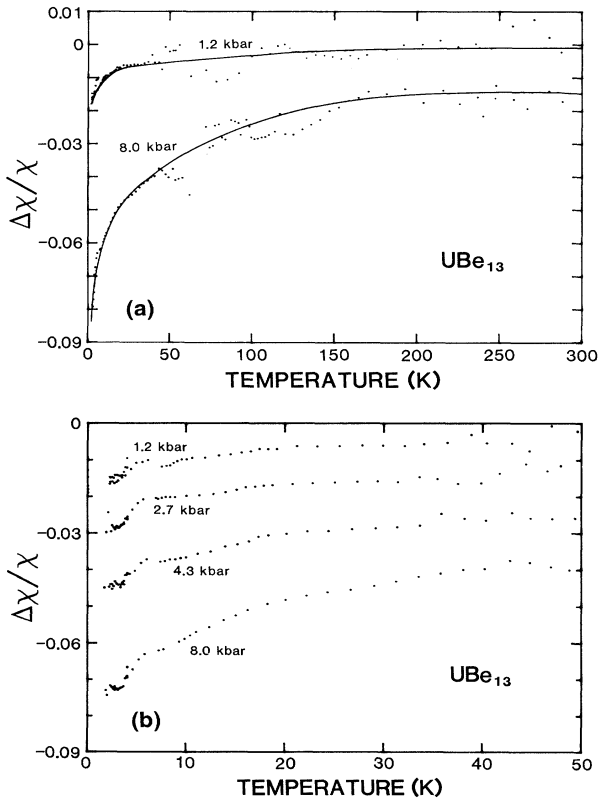 0.01
0
1.2 kbar
−0.03
8.0 kbar
Δχ/χ
−0.06
UBe₁₃
(a)
−0.09
0 50 100 150 200 250 300
TEMPERATURE (K)
0
1.2 kbar
2.7 kbar
−0.03
Δχ/χ
4.3 kbar
−0.06
8.0 kbar
UBe₁₃
(b)
−0.09
0 10 20 30 40 50
TEMPERATURE (K)